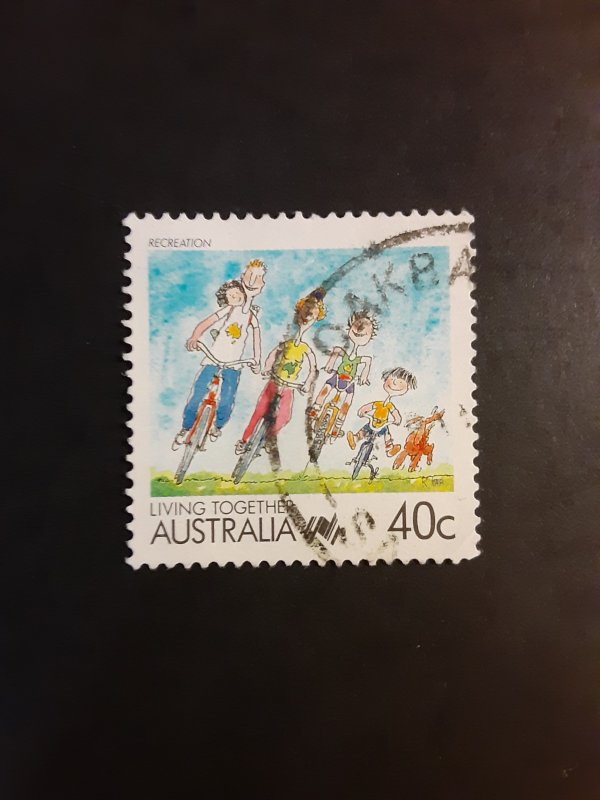 RECREATION
LIVING TOGETHER
AUSTRALIA
40c